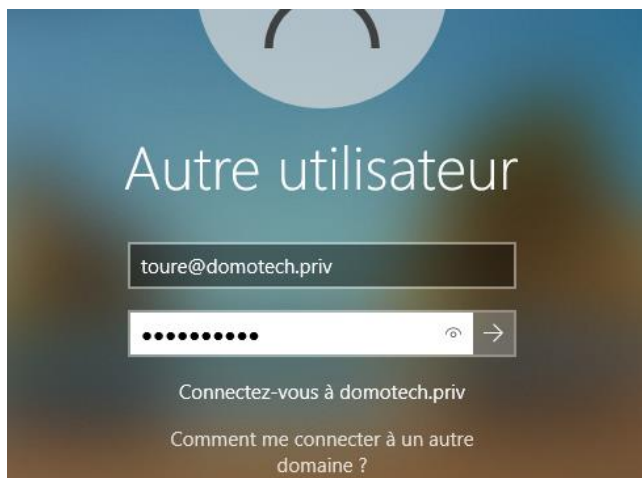 Autre utilisateur
toure@domotech.priv
••••••••••
Connectez-vous à domotech.priv
Comment me connecter à un autre
domaine ?